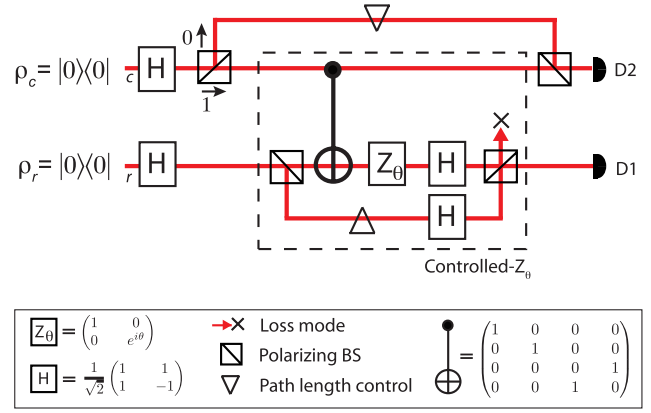 0
ρc = |0⟩⟨0| c H 1 D2
ρr = |0⟩⟨0| r H Zθ H D1
H
Controlled-Zθ
Zθ = (1 0
0 e^iθ)
H = 1/√2 (1 1
1 -1)
Loss mode
Polarizing BS
Path length control
= (1 0 0 0
0 1 0 0
0 0 0 1
0 0 1 0)